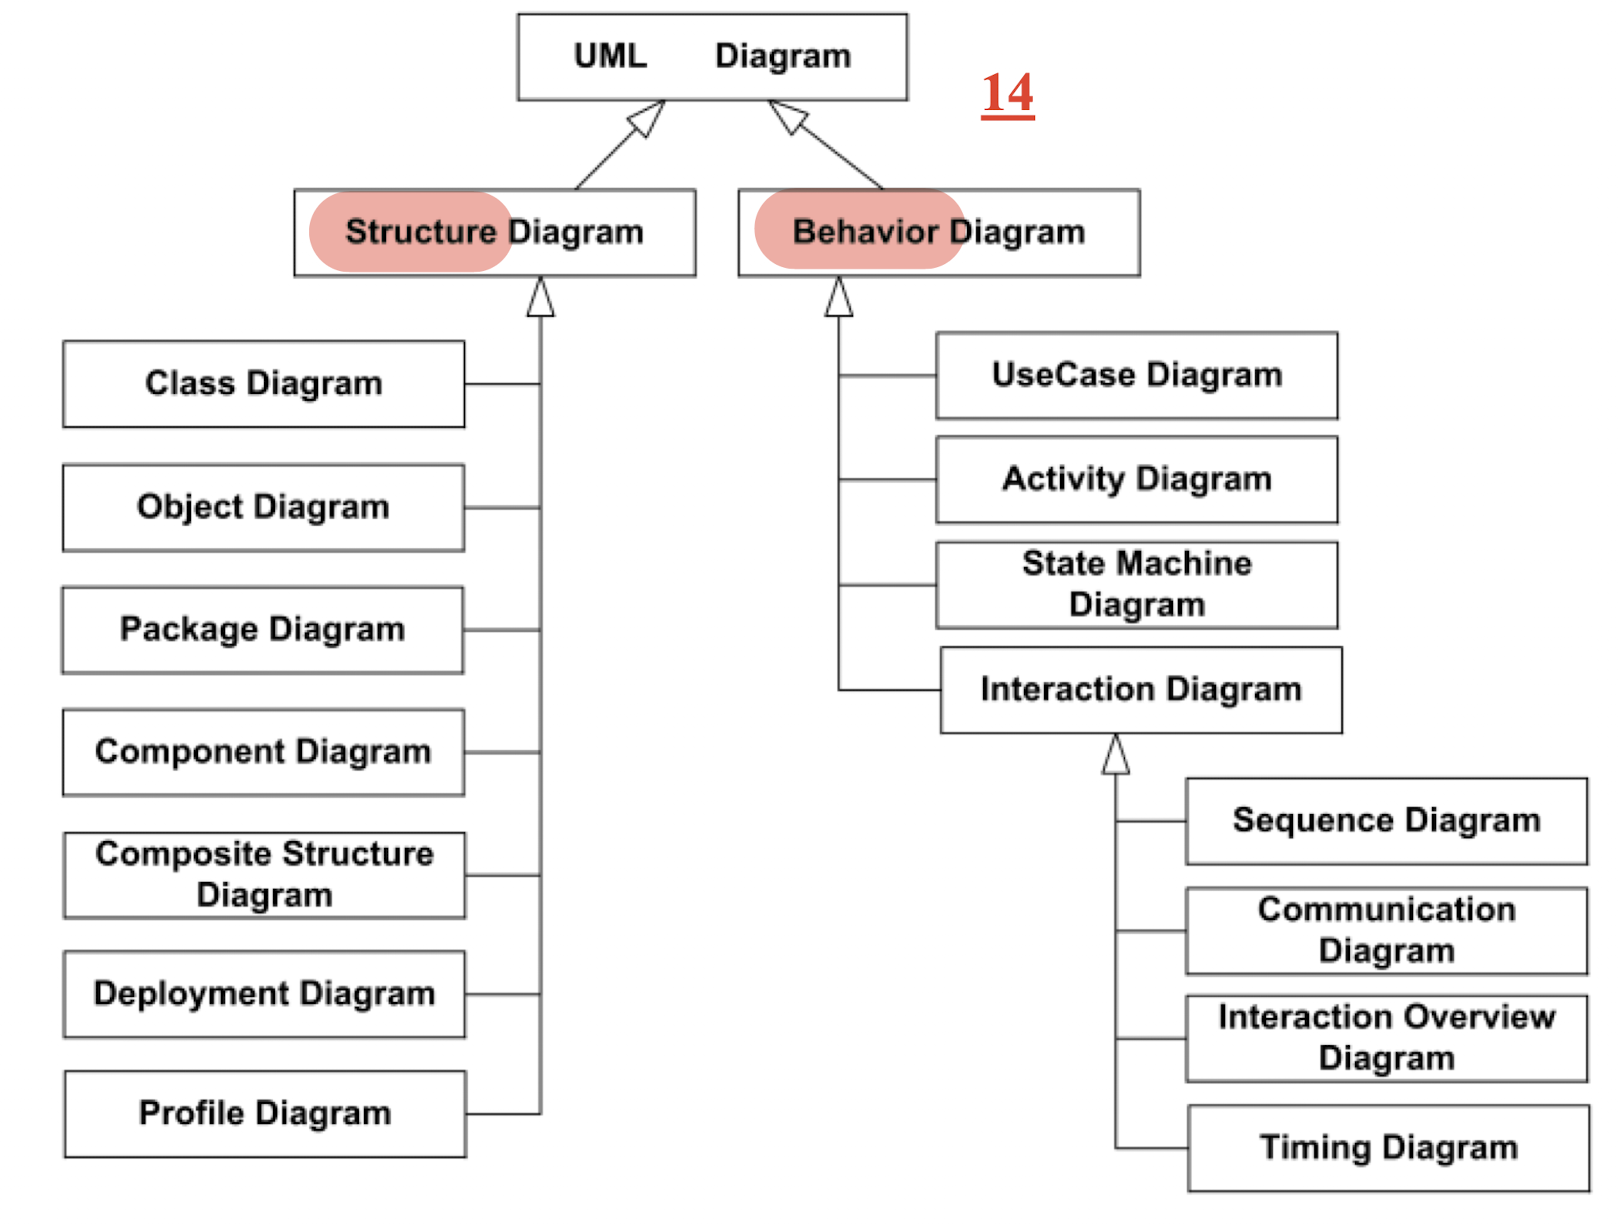 UML Diagram
14
Structure Diagram
Behavior Diagram
Class Diagram
Object Diagram
Package Diagram
Component Diagram
Composite Structure
Diagram
Deployment Diagram
Profile Diagram
UseCase Diagram
Activity Diagram
State Machine
Diagram
Interaction Diagram
Sequence Diagram
Communication
Diagram
Interaction Overview
Diagram
Timing Diagram